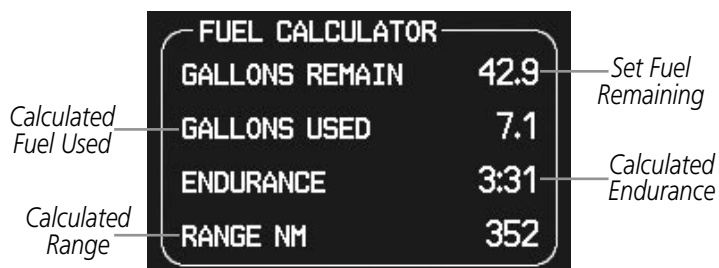 FUEL CALCULATOR
GALLONS REMAIN 42.9
Set Fuel
Remaining
Calculated
Fuel Used
GALLONS USED 7.1
ENDURANCE 3:31
Calculated
Endurance
Calculated
Range
RANGE NM 352